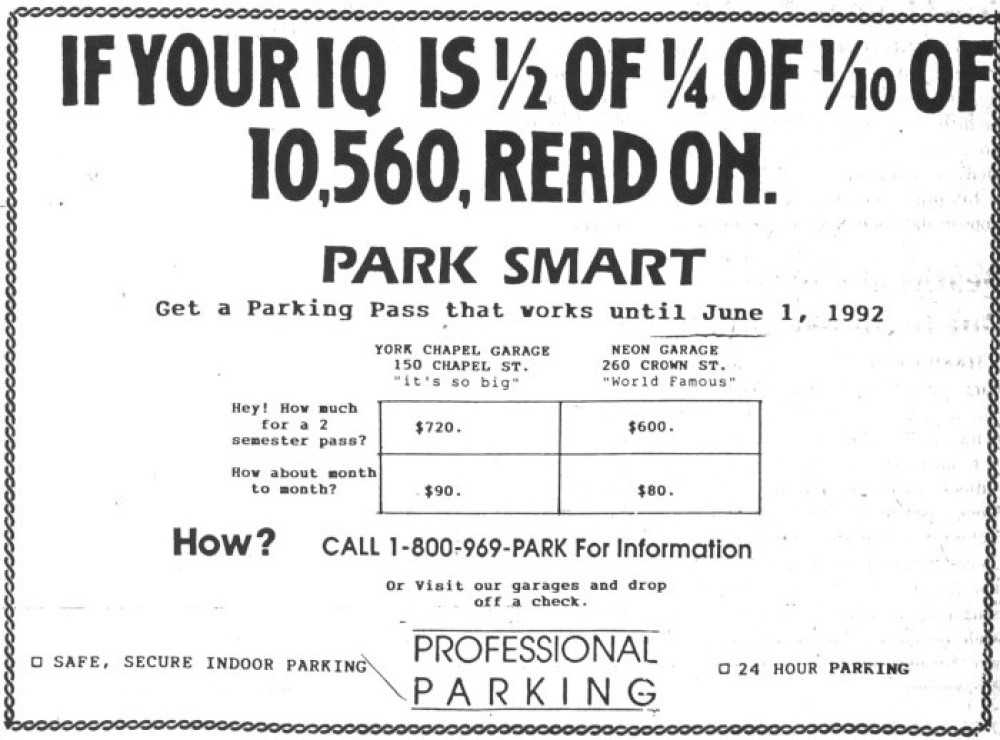 IF YOUR IQ IS 1/2 OF 1/4 OF 1/10 OF
10,560, READ ON.
PARK SMART
Get a Parking Pass that works until June 1, 1992
YORK CHAPEL GARAGE
150 CHAPEL ST.
"it's so big"
NEON GARAGE
260 CROWN ST.
"World Famous"
Hey! How much
for a 2
semester pass?
$720.
$600.
How about month
to month?
$90.
$80.
How?
CALL 1-800-969-PARK For Information
Or Visit our garages and drop
off a check.
□ SAFE, SECURE INDOOR PARKING
PROFESSIONAL
PARKING
□ 24 HOUR PARKING